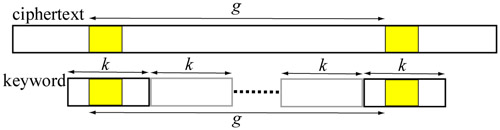 ciphertext
g
k k k k
keyword
g